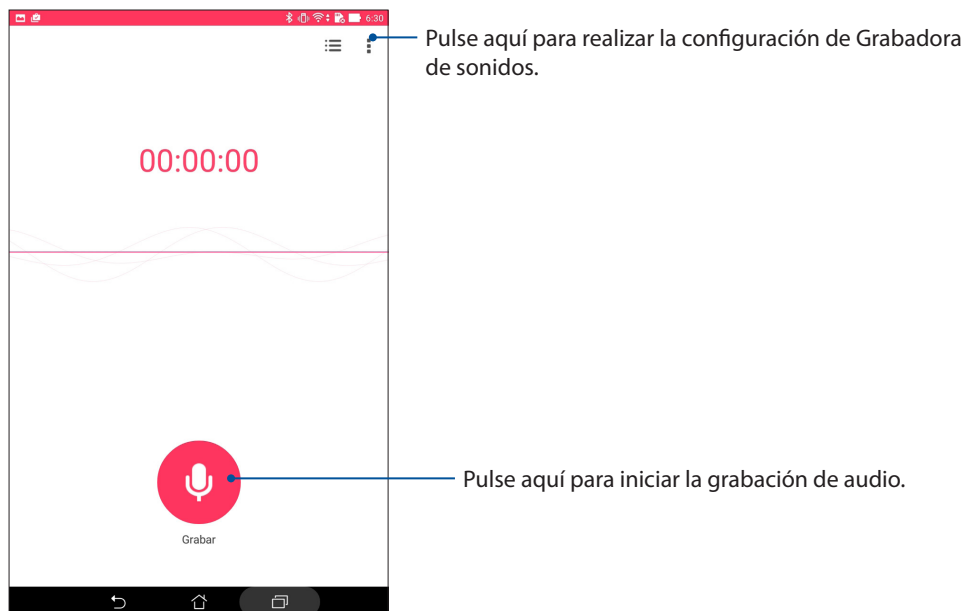 6:30
Pulse aquí para realizar la configuración de Grabadora
de sonidos.
00:00:00
Pulse aquí para iniciar la grabación de audio.
Grabar